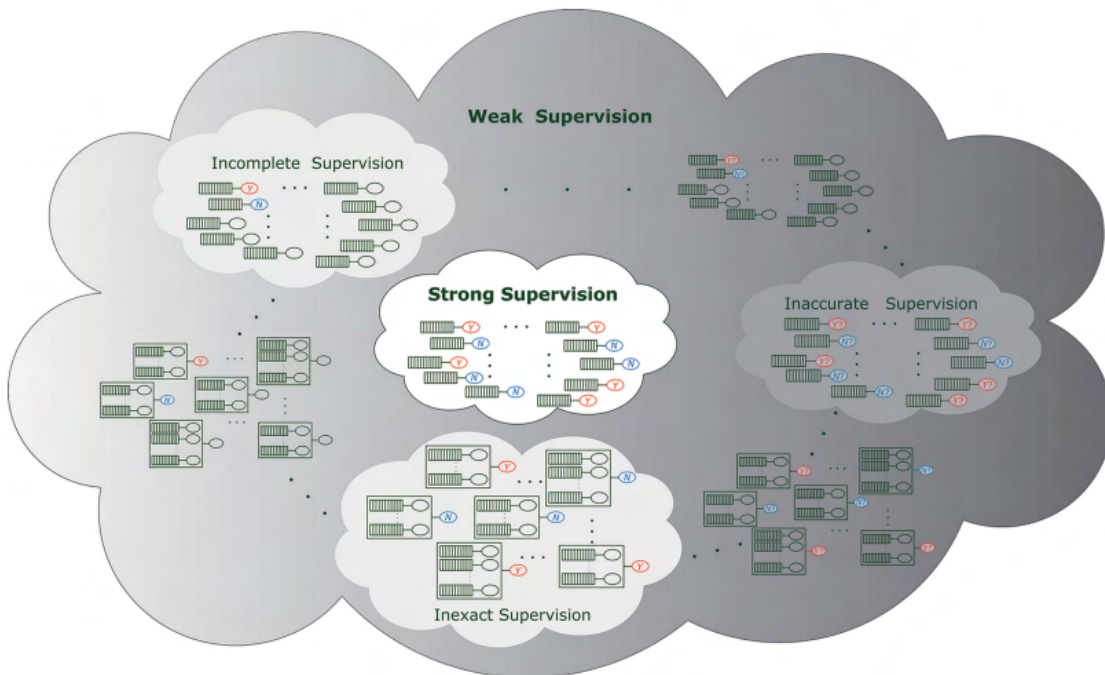 Weak Supervision
Incomplete Supervision
Y
N
Y?
N?
Strong Supervision
Y Y
N N
Y N
N Y
N Y
Inaccurate Supervision
Y? Y?
N? N?
Y? N?
N? Y?
N? Y?
Y
N
Y
N
N N
Y Y
Inexact Supervision
Y? N?
N? N?
Y? Y?